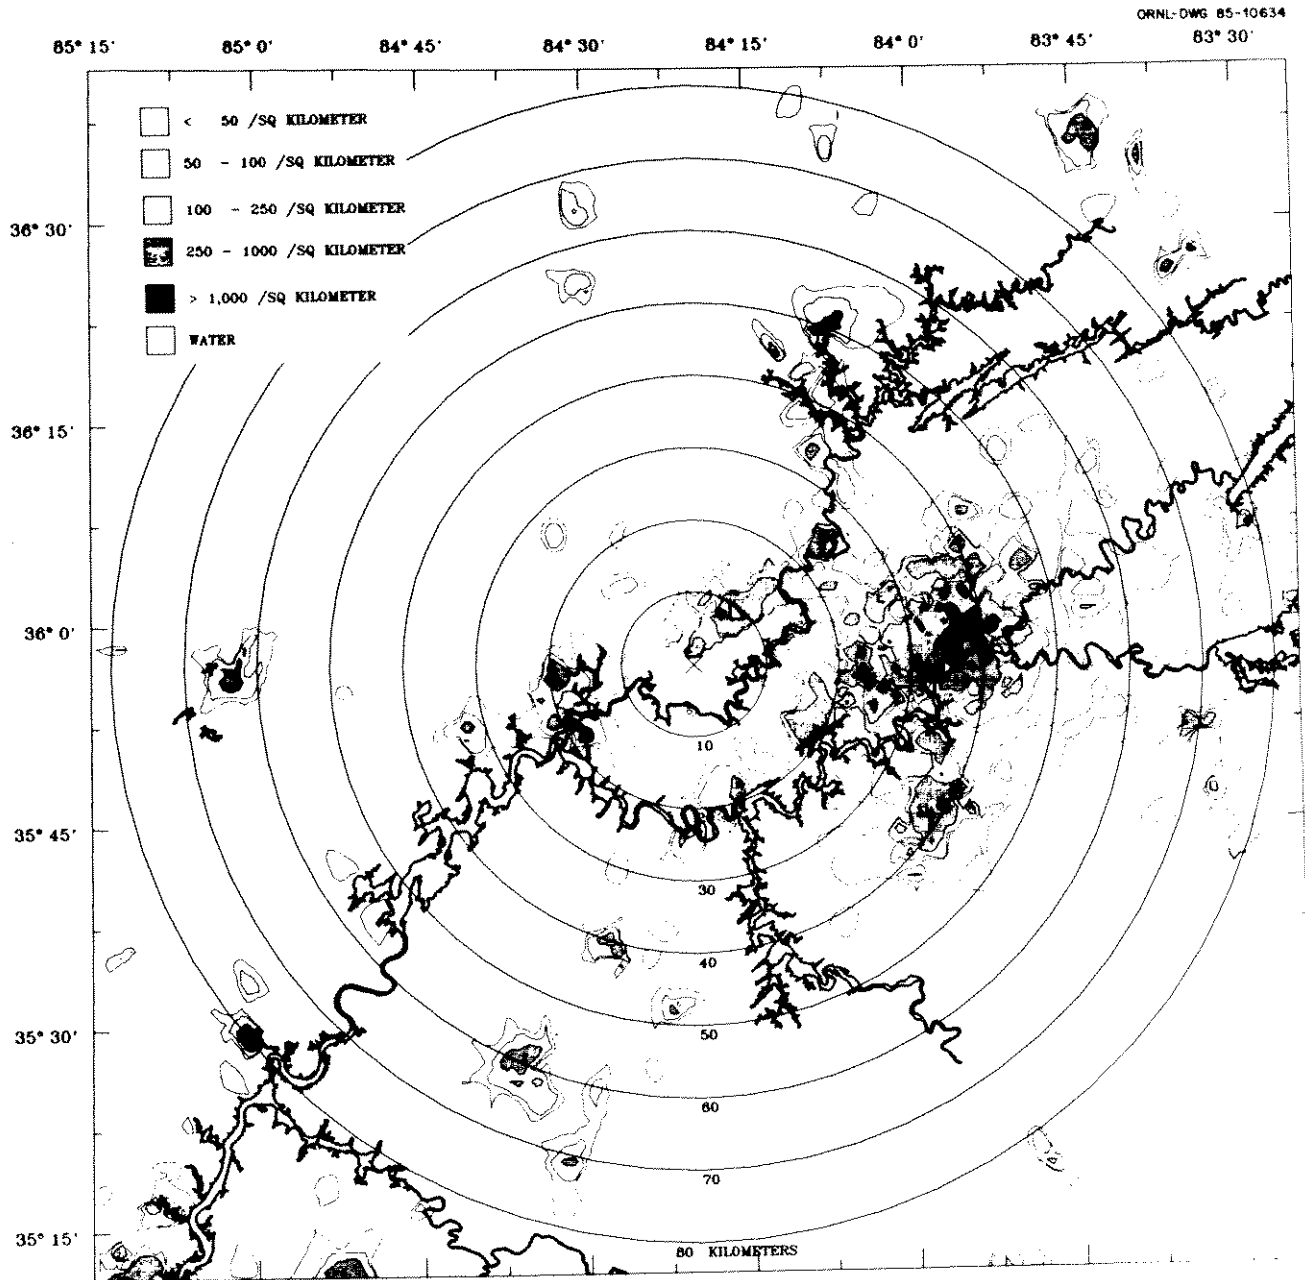 ORNL-DWG 85-10634
85° 15' 85° 0' 84° 45' 84° 30' 84° 15' 84° 0' 83° 45' 83° 30'
< 50 /SQ KILOMETER
50 - 100 /SQ KILOMETER
100 - 250 /SQ KILOMETER
250 - 1000 /SQ KILOMETER
> 1,000 /SQ KILOMETER
WATER
36° 30'
36° 15'
36° 0'
10
35° 45'
30
40
35° 30'
50
60
70
35° 15'
80 KILOMETERS